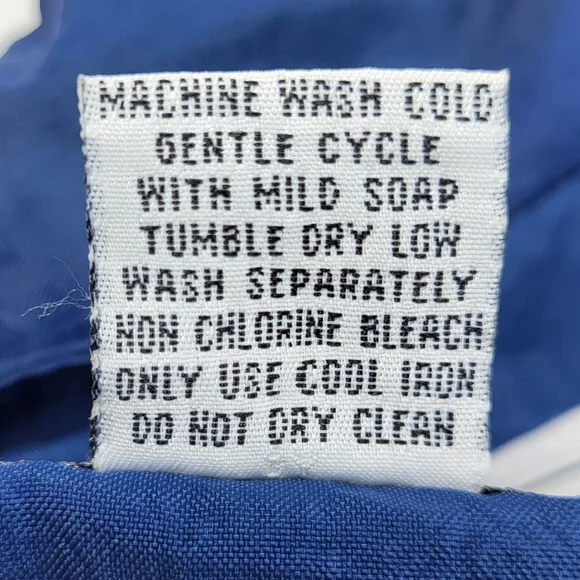 MACHINE WASH COLD
GENTLE CYCLE
WITH MILD SOAP
TUMBLE DRY LOW
WASH SEPARATELY
NON CHLORINE BLEACH
ONLY USE COOL IRON
DO NOT DRY CLEAN